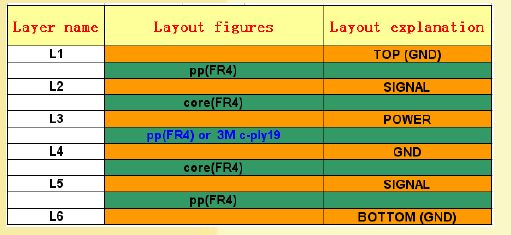 Layer name Layout figures Layout explanation
L1 TOP (GND)
pp(FR4)
L2 SIGNAL
core(FR4)
L3 POWER
pp(FR4) or 3M c-ply19
L4 GND
core(FR4)
L5 SIGNAL
pp(FR4)
L6 BOTTOM (GND)